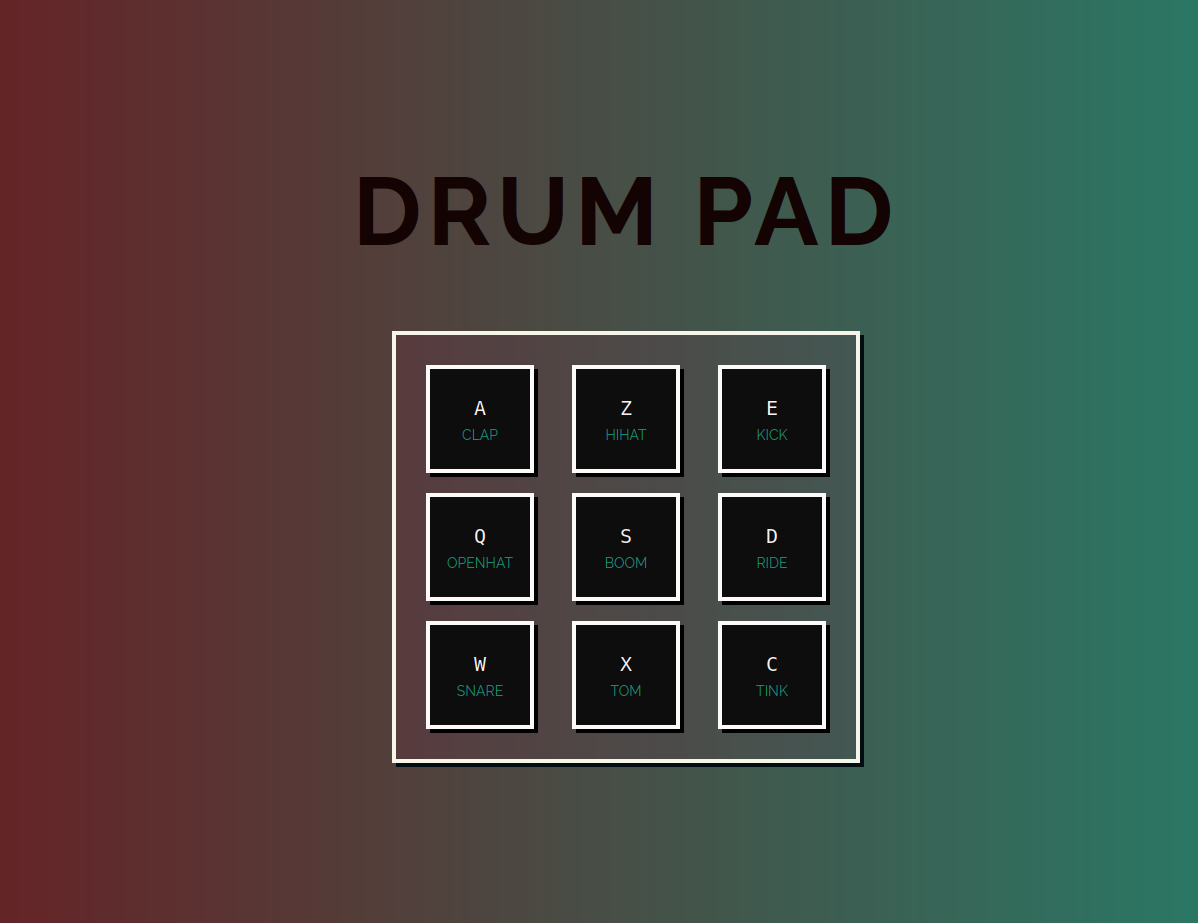 DRUM PAD
A
CLAP
Z
HIHAT
E
KICK
Q
OPENHAT
S
BOOM
D
RIDE
W
SNARE
X
TOM
C
TINK